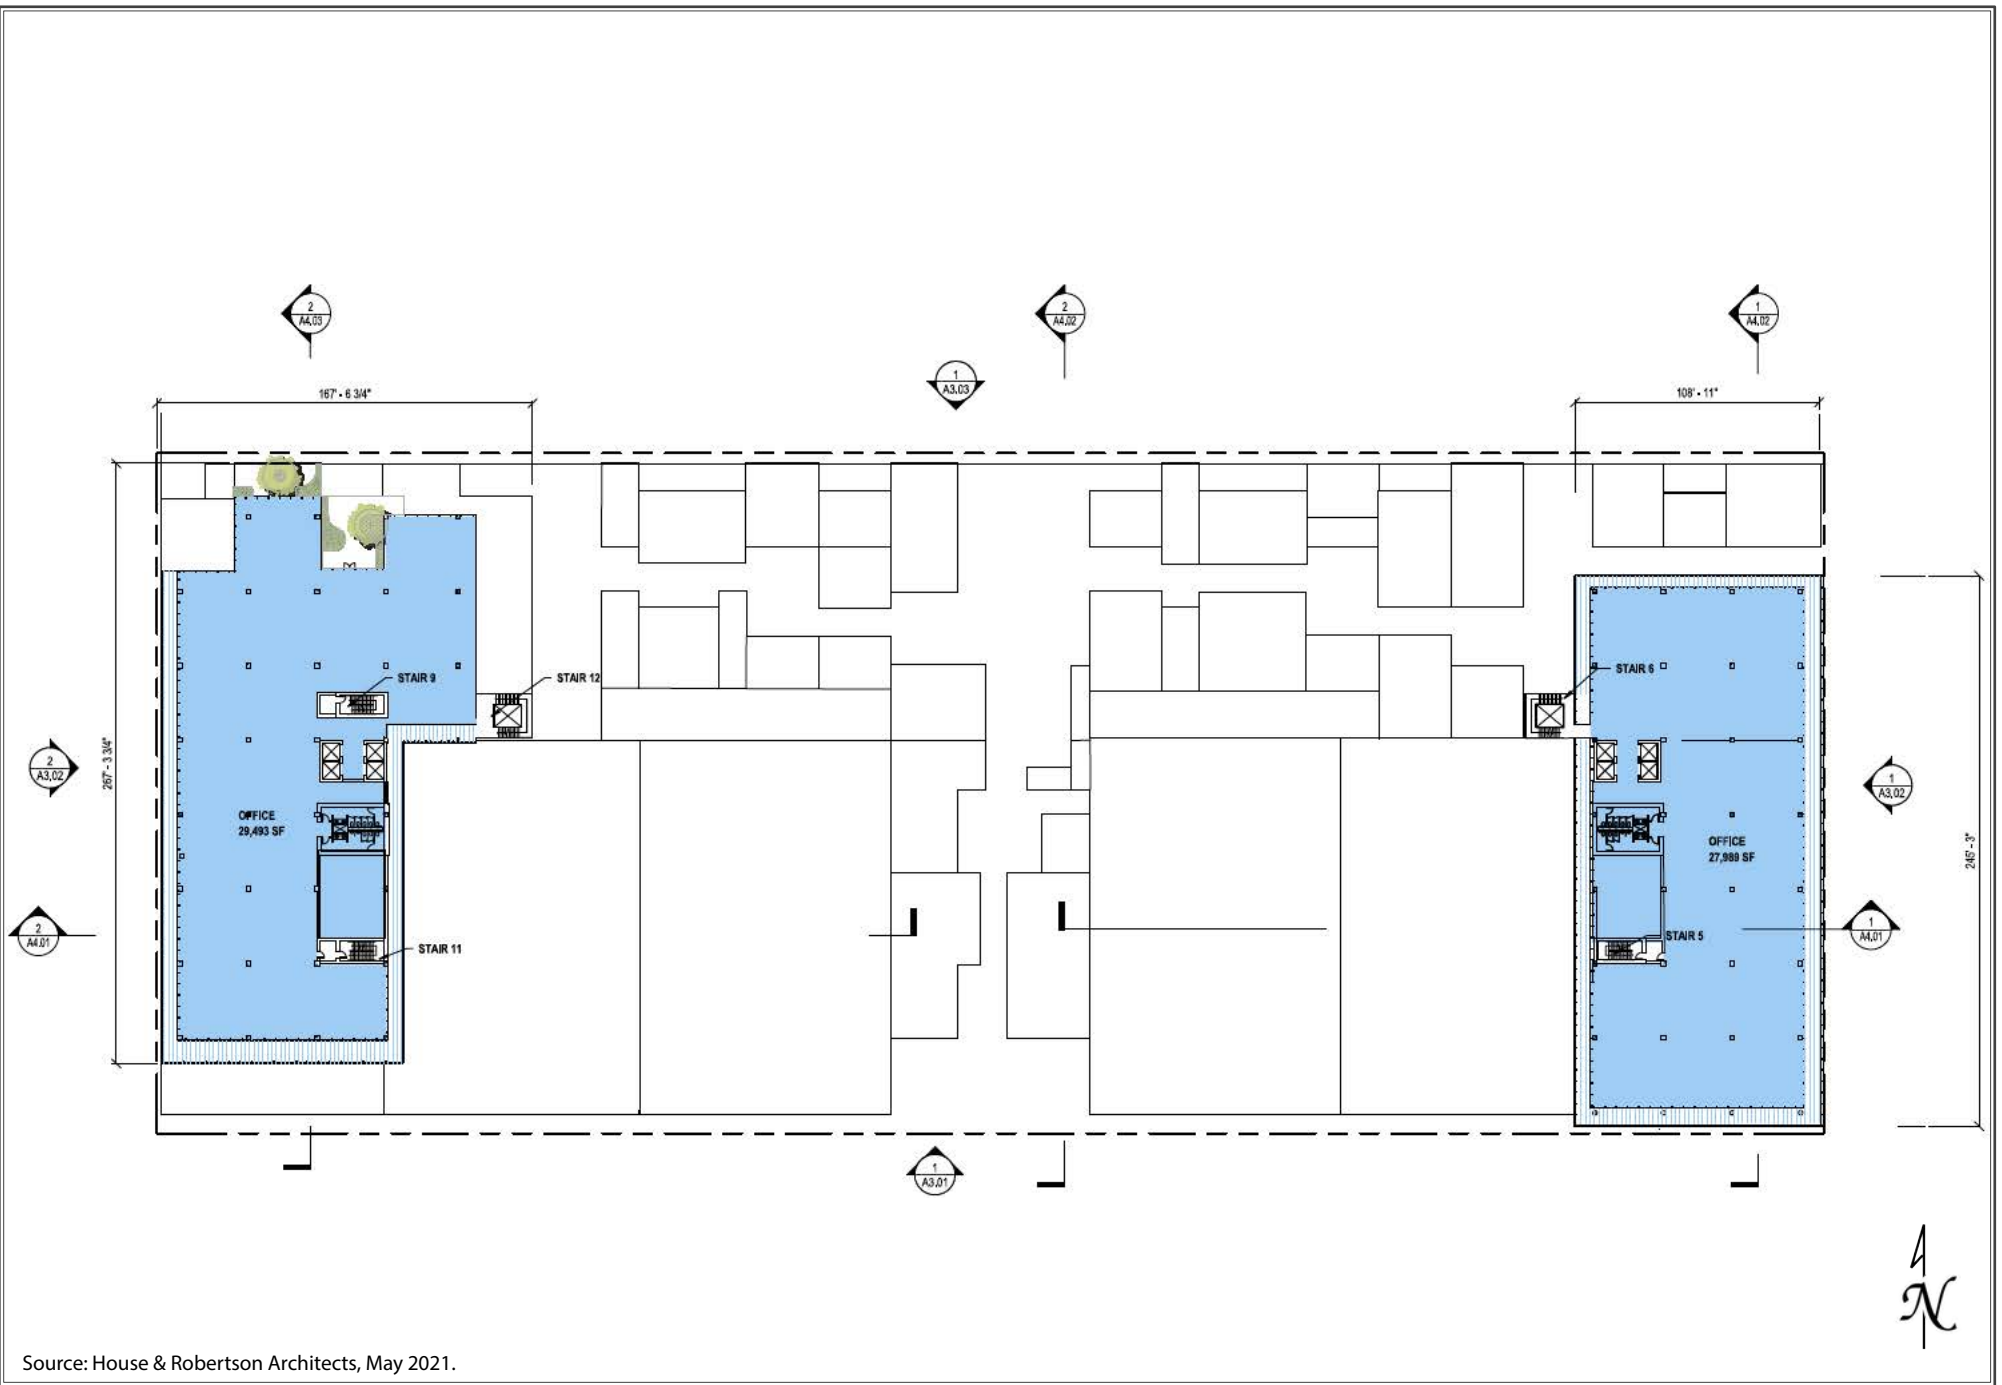 2
A4.03
2
A4.02
1
A4.02
1
A3.03
167' - 6 3/4"
108' - 11"
STAIR 9
STAIR 12
STAIR 6
267' - 3 3/4"
2
A3.02
1
A3.02
OFFICE
29,493 SF
OFFICE
27,989 SF
245' - 3"
2
A4.01
1
A4.01
STAIR 11
STAIR 5
1
A3.01
N
Source: House & Robertson Architects, May 2021.